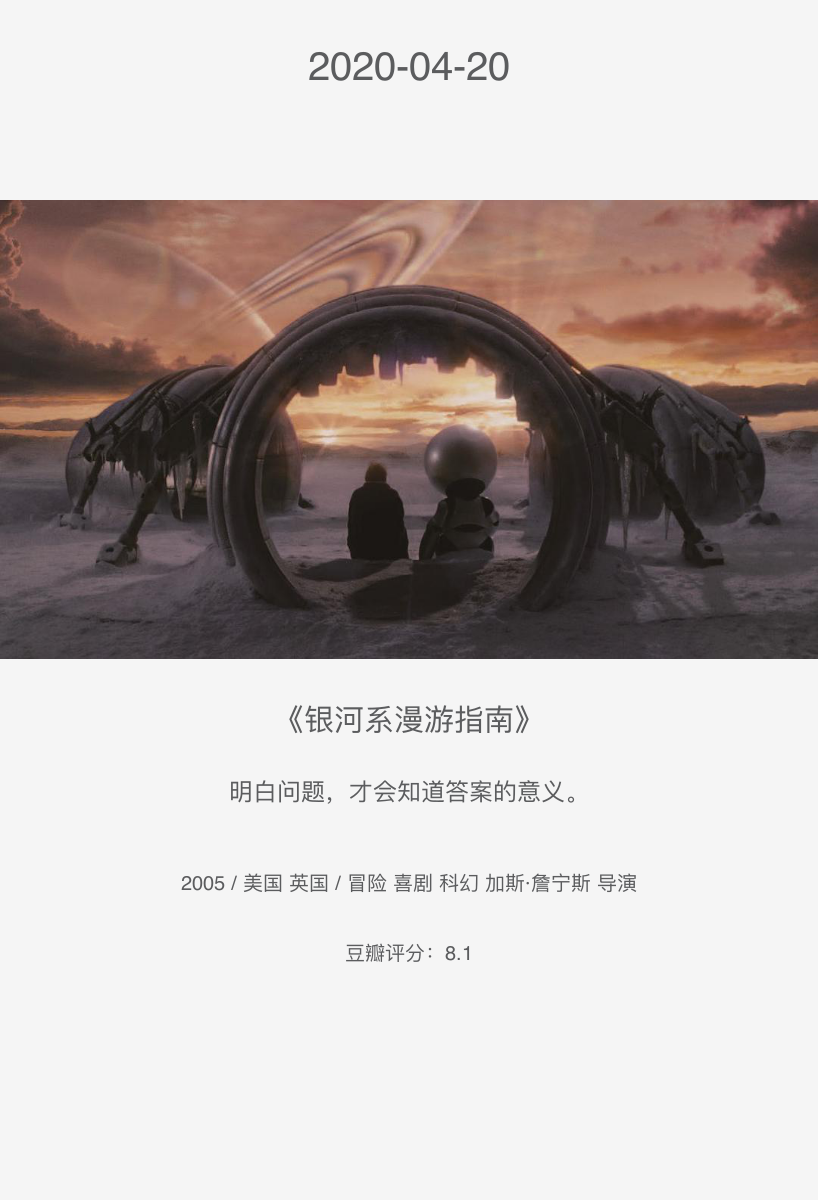 2020-04-20
《银河系漫游指南》
明白问题，才会知道答案的意义。
2005 / 美国 英国 / 冒险 喜剧 科幻 加斯·詹宁斯 导演
豆瓣评分：8.1